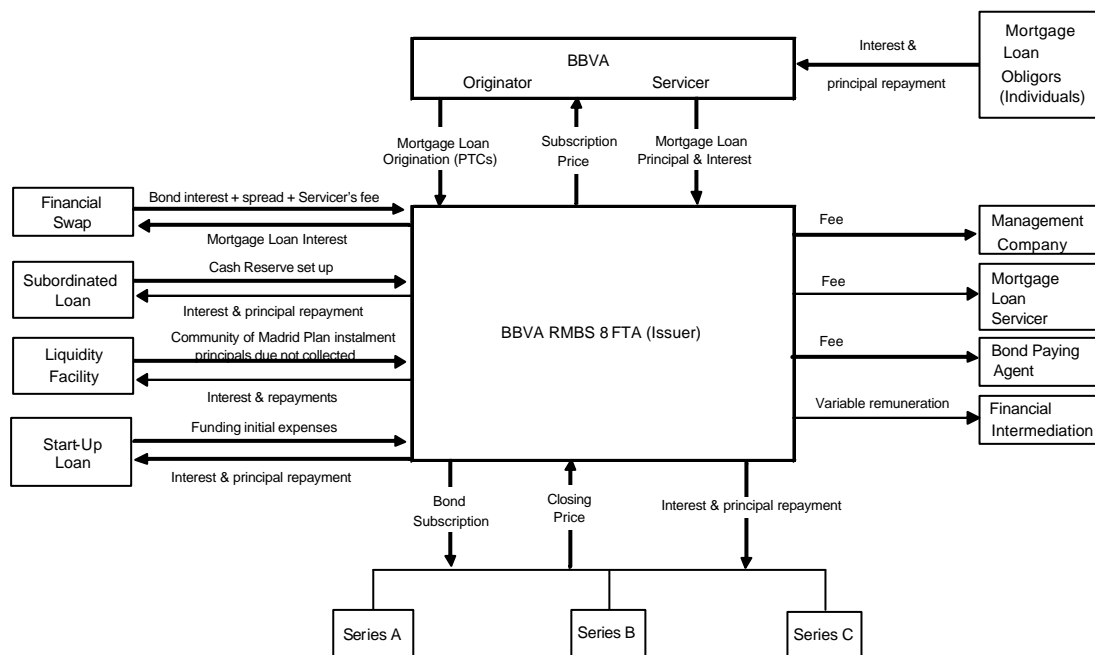 BBVA
Originator
Servicer
Interest &
principal repayment
Mortgage
Loan
Obligors
(Individuals)
Mortgage Loan
Origination (PTCs)
Subscription
Price
Mortgage Loan
Principal & Interest
Financial
Swap
Bond interest + spread + Servicer's fee
Mortgage Loan Interest
Subordinated
Loan
Cash Reserve set up
Interest & principal repayment
Liquidity
Facility
Community of Madrid Plan instalment
principals due not collected
Interest & repayments
Start-Up
Loan
Funding initial expenses
Interest & principal repayment
BBVA RMBS 8 FTA (Issuer)
Fee
Management
Company
Fee
Mortgage
Loan
Servicer
Fee
Bond Paying
Agent
Variable remuneration
Financial
Intermediation
Bond
Subscription
Closing
Price
Interest & principal repayment
Series A
Series B
Series C